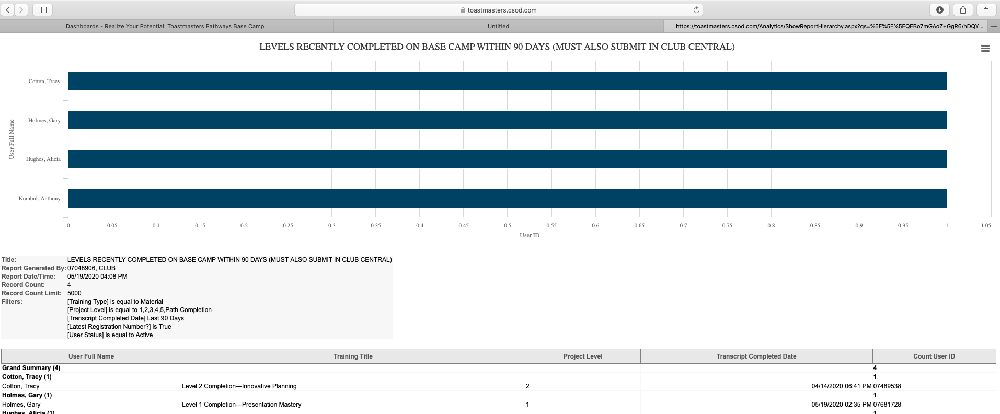 toastmasters.csod.com
Dashboards - Realize Your Potential: Toastmasters Pathways Base Camp
Untitled
https://toastmasters.csod.com/Analytics/ShowReportHierarchy.aspx?qs=%5E%5E%5EQEBo7mGAoZ+GgR6/hDQY...
LEVELS RECENTLY COMPLETED ON BASE CAMP WITHIN 90 DAYS (MUST ALSO SUBMIT IN CLUB CENTRAL)
User Full Name
Cotton, Tracy
Holmes, Gary
Hughes, Alicia
Kombol, Anthony
0 0.05 0.1 0.15 0.2 0.25 0.3 0.35 0.4 0.45 0.5 0.55 0.6 0.65 0.7 0.75 0.8 0.85 0.9 0.95 1 1.05
User ID
Title: LEVELS RECENTLY COMPLETED ON BASE CAMP WITHIN 90 DAYS (MUST ALSO SUBMIT IN CLUB CENTRAL)
Report Generated By: 07048906, CLUB
Report Date/Time: 05/19/2020 04:08 PM
Record Count: 4
Record Count Limit: 5000
Filters: [Training Type] is equal to Material
[Project Level] is equal to 1,2,3,4,5,Path Completion
[Transcript Completed Date] Last 90 Days
[Latest Registration Number?] is True
[User Status] is equal to Active
User Full Name Training Title Project Level Transcript Completed Date Count User ID
Grand Summary (4) 4
Cotton, Tracy (1) 1
Cotton, Tracy Level 2 Completion—Innovative Planning 2 04/14/2020 06:41 PM 07489538
Holmes, Gary (1) 1
Holmes, Gary Level 1 Completion—Presentation Mastery 1 05/19/2020 02:35 PM 07681728
Hughes, Alicia (1) 1